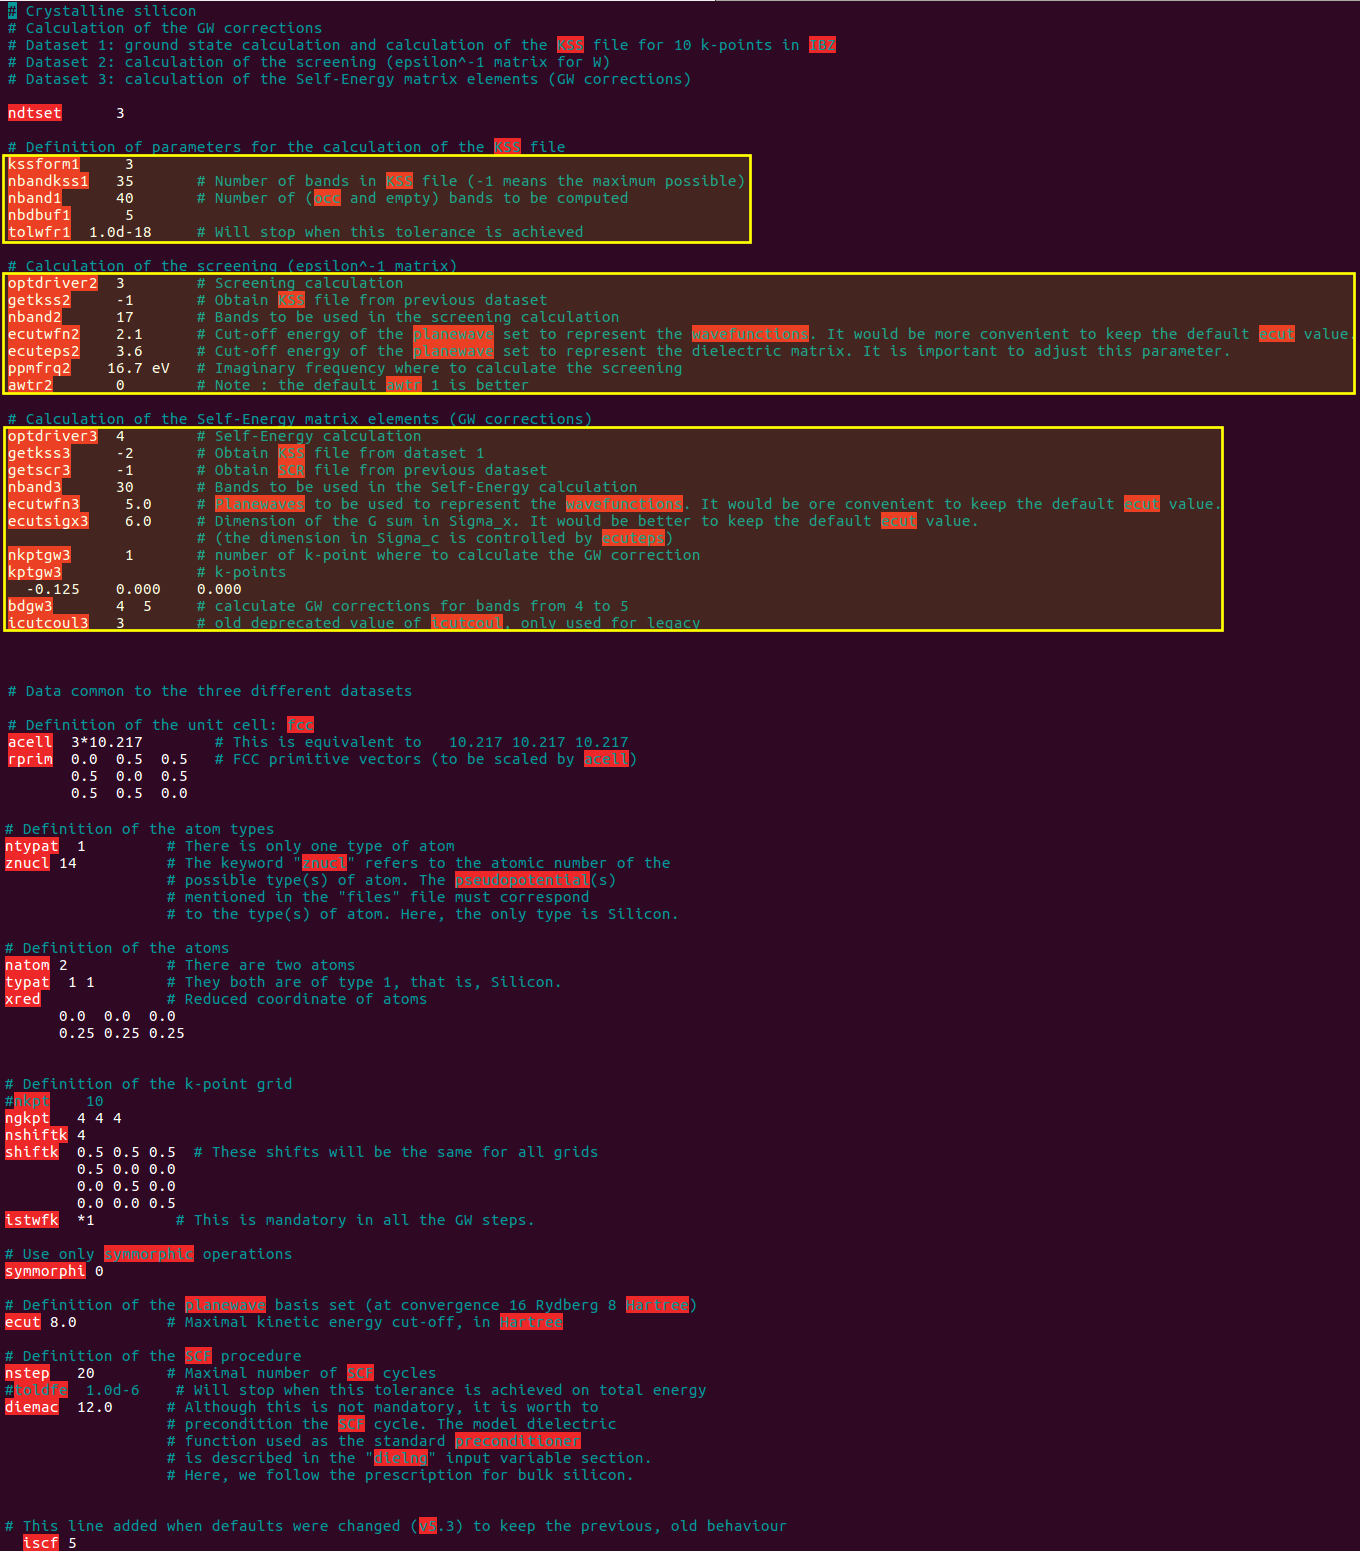 # Crystalline silicon
# Calculation of the GW corrections
# Dataset 1: ground state calculation and calculation of the KSS file for 10 k-points in IBZ
# Dataset 2: calculation of the screening (epsilon^-1 matrix for W)
# Dataset 3: calculation of the Self-Energy matrix elements (GW corrections)
ndtset      3
# Definition of parameters for the calculation of the KSS file
kssform1     3
nbandkss1   35       # Number of bands in KSS file (-1 means the maximum possible)
nband1      40       # Number of (occ and empty) bands to be computed
nbdbuf1      5
tolwfr1  1.0d-18     # Will stop when this tolerance is achieved
# Calculation of the screening (epsilon^-1 matrix)
optdriver2  3        # Screening calculation
getkss2     -1       # Obtain KSS file from previous dataset
nband2      17       # Bands to be used in the screening calculation
ecutwfn2    2.1      # Cut-off energy of the planewave set to represent the wavefunctions. It would be more convenient to keep the default ecut value.
ecuteps2    3.6      # Cut-off energy of the planewave set to represent the dielectric matrix. It is important to adjust this parameter.
ppmfrq2    16.7 eV   # Imaginary frequency where to calculate the screening
awtr2       0        # Note : the default awtr 1 is better
# Calculation of the Self-Energy matrix elements (GW corrections)
optdriver3  4        # Self-Energy calculation
getkss3     -2       # Obtain KSS file from dataset 1
getscr3     -1       # Obtain SCR file from previous dataset
nband3      30       # Bands to be used in the Self-Energy calculation
ecutwfn3     5.0     # Planewaves to be used to represent the wavefunctions. It would be ore convenient to keep the default ecut value.
ecutsigx3    6.0     # Dimension of the G sum in Sigma_x. It would be better to keep the default ecut value.
                     # (the dimension in Sigma_c is controlled by ecuteps)
nkptgw3      1       # number of k-point where to calculate the GW correction
kptgw3               # k-points
  -0.125    0.000    0.000
bdgw3       4  5     # calculate GW corrections for bands from 4 to 5
icutcoul3   3        # old deprecated value of icutcoul, only used for legacy
# Data common to the three different datasets
# Definition of the unit cell: fcc
acell  3*10.217        # This is equivalent to   10.217 10.217 10.217
rprim  0.0  0.5  0.5   # FCC primitive vectors (to be scaled by acell)
       0.5  0.0  0.5
       0.5  0.5  0.0
# Definition of the atom types
ntypat  1         # There is only one type of atom
znucl 14          # The keyword "znucl" refers to the atomic number of the
                  # possible type(s) of atom. The pseudopotential(s)
                  # mentioned in the "files" file must correspond
                  # to the type(s) of atom. Here, the only type is Silicon.
# Definition of the atoms
natom 2           # There are two atoms
typat  1 1        # They both are of type 1, that is, Silicon.
xred              # Reduced coordinate of atoms
      0.0  0.0  0.0
      0.25 0.25 0.25
# Definition of the k-point grid
#nkpt    10
ngkpt   4 4 4
nshiftk 4
shiftk  0.5 0.5 0.5  # These shifts will be the same for all grids
        0.5 0.0 0.0
        0.0 0.5 0.0
        0.0 0.0 0.5
istwfk  *1         # This is mandatory in all the GW steps.
# Use only symmorphic operations
symmorphi 0
# Definition of the planewave basis set (at convergence 16 Rydberg 8 Hartree)
ecut 8.0          # Maximal kinetic energy cut-off, in Hartree
# Definition of the SCF procedure
nstep   20        # Maximal number of SCF cycles
#toldfe  1.0d-6    # Will stop when this tolerance is achieved on total energy
diemac  12.0      # Although this is not mandatory, it is worth to
                  # precondition the SCF cycle. The model dielectric
                  # function used as the standard preconditioner
                  # is described in the "dielng" input variable section.
                  # Here, we follow the prescription for bulk silicon.
# This line added when defaults were changed (v5.3) to keep the previous, old behaviour
  iscf 5